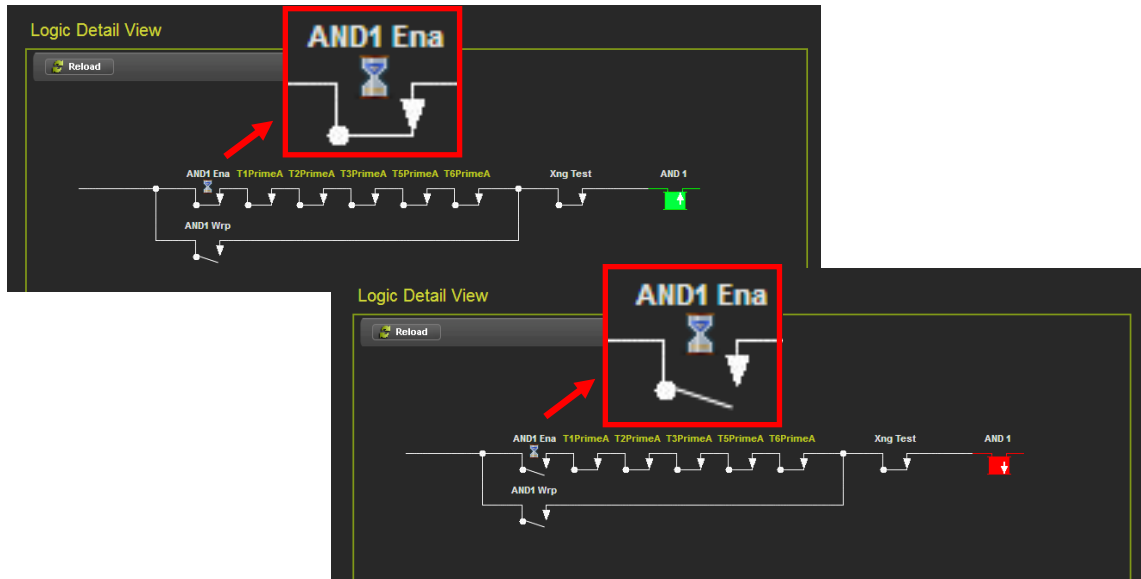 Logic Detail View
AND1 Ena
Reload
AND1 Ena T1PrimeA T2PrimeA T3PrimeA T5PrimeA T6PrimeA Xng Test AND 1
AND1 Wrp
Logic Detail View
AND1 Ena
Reload
AND1 Ena T1PrimeA T2PrimeA T3PrimeA T5PrimeA T6PrimeA Xng Test AND 1
AND1 Wrp